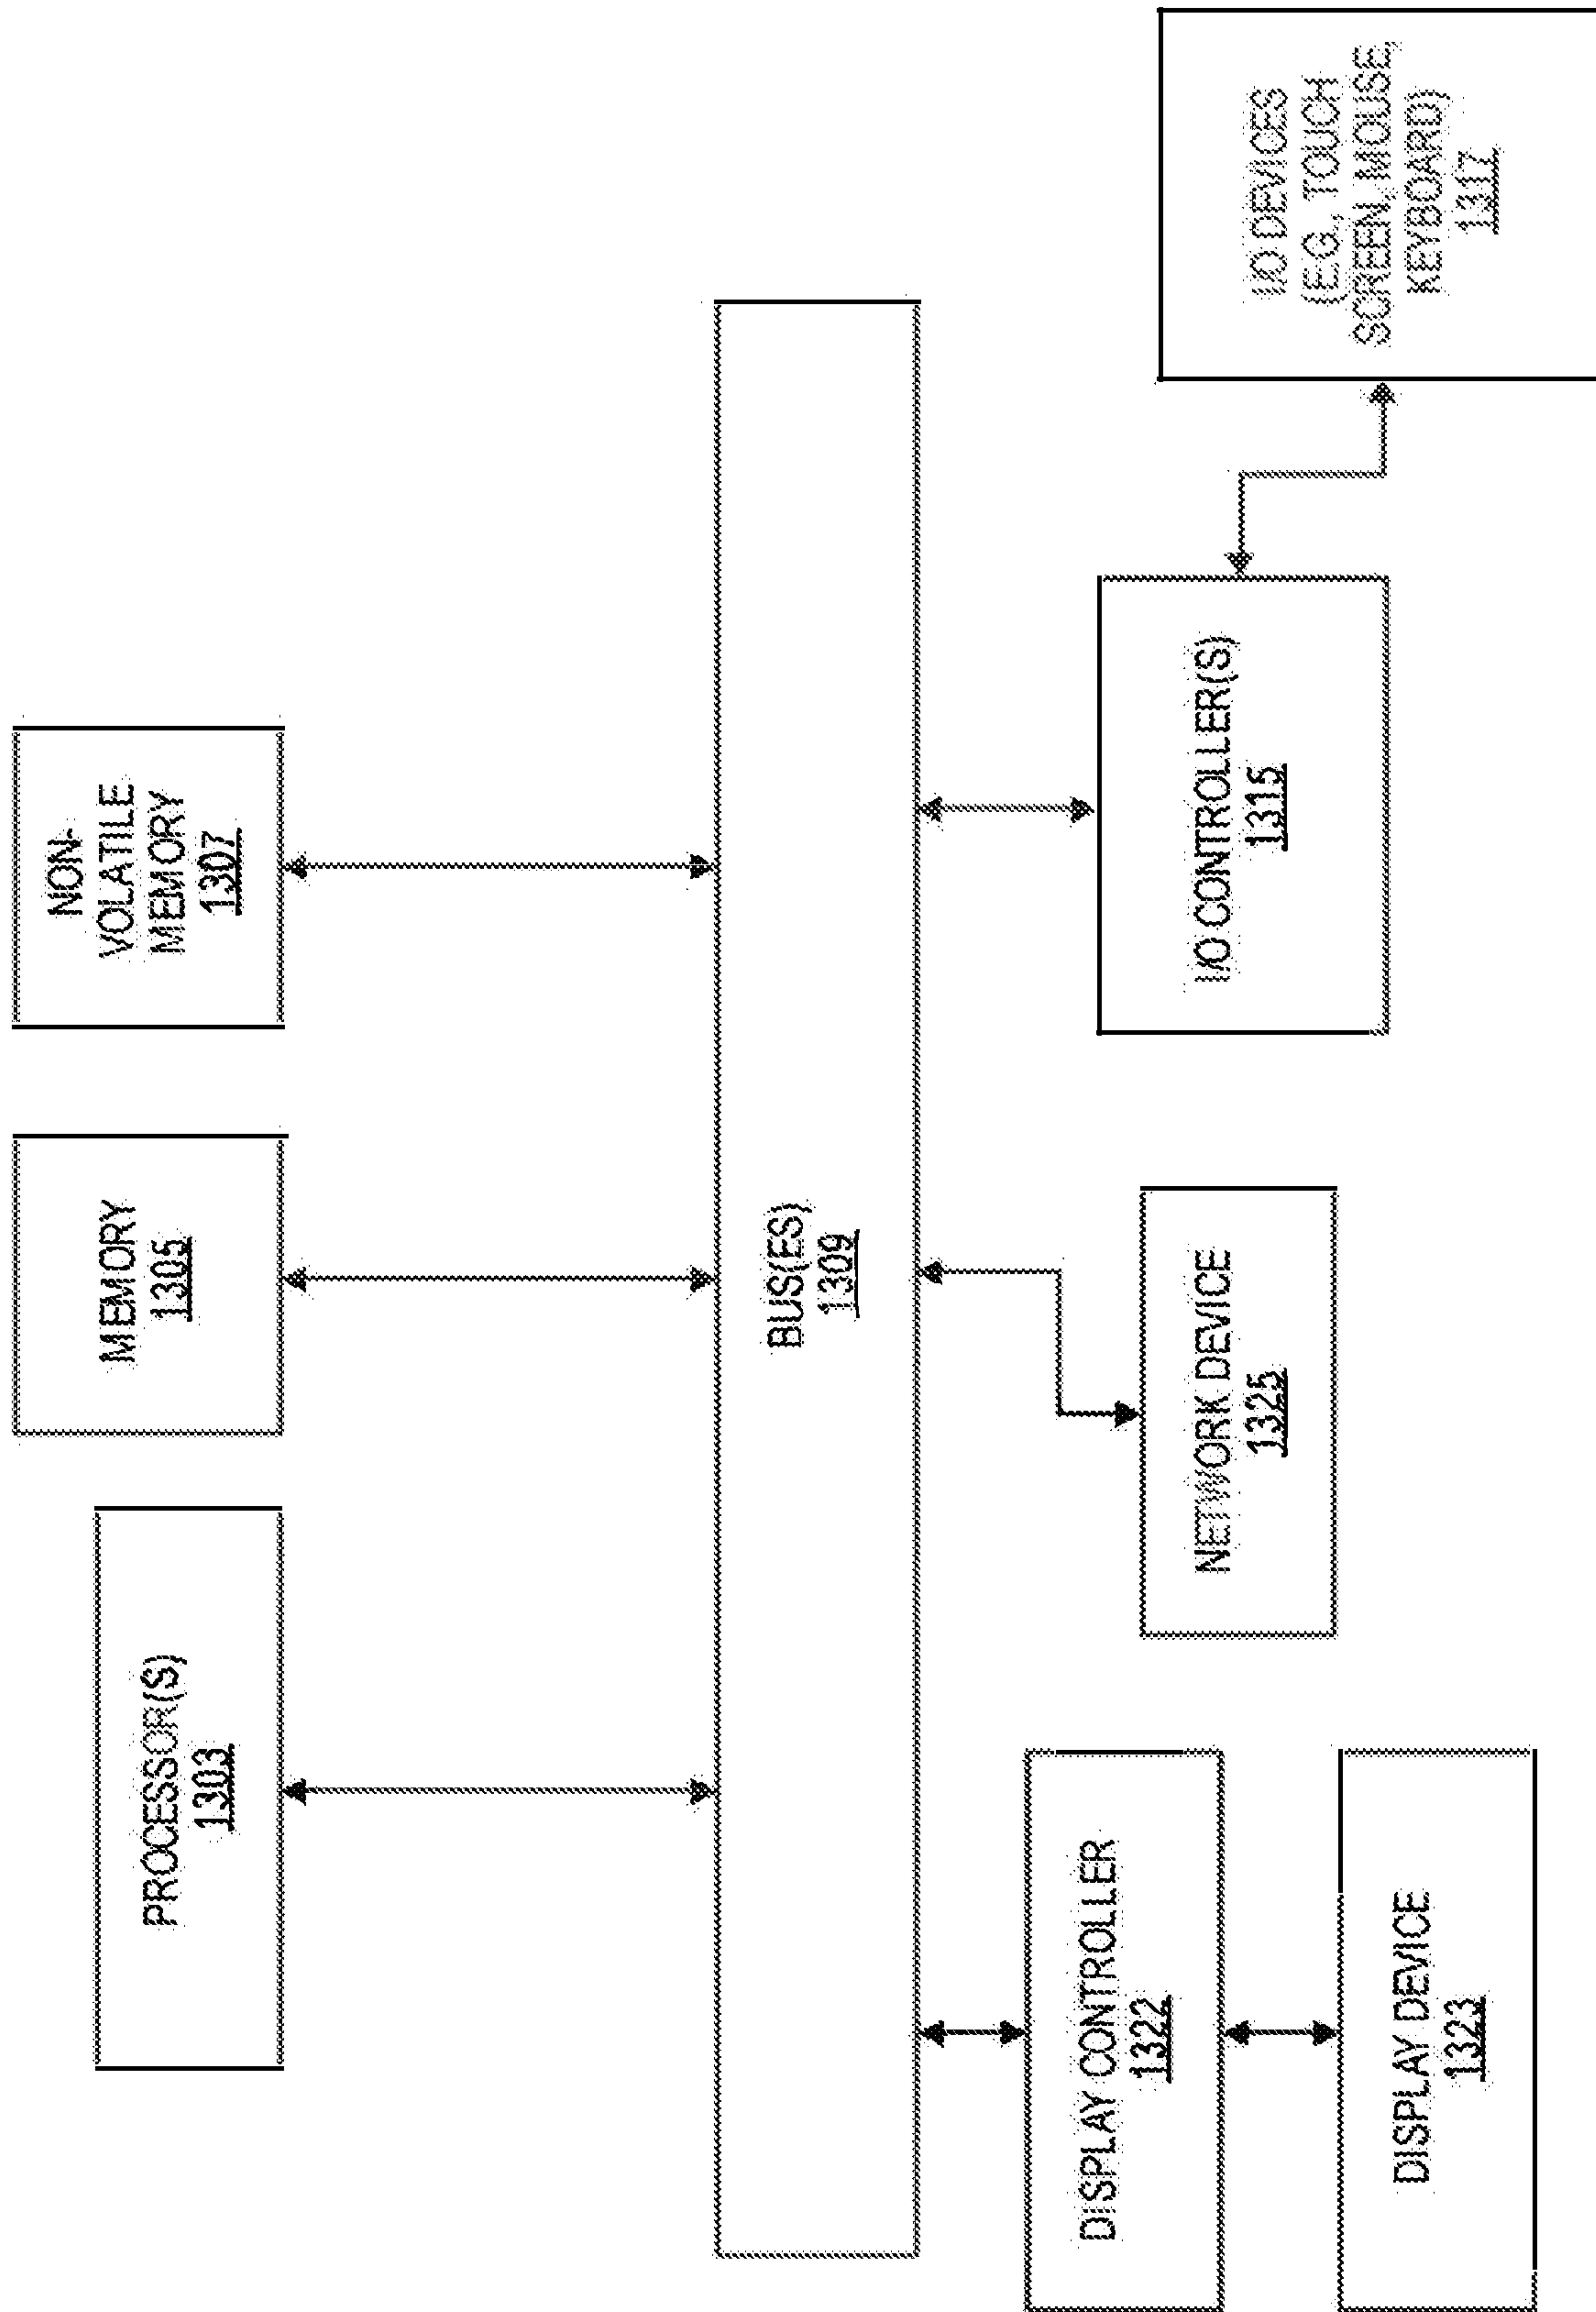 PROCESSOR(S)
1303
MEMORY
1305
NON-
VOLATILE
MEMORY
1307
BUS(ES)
1309
DISPLAY CONTROLLER
1322
DISPLAY DEVICE
1323
NETWORK DEVICE
1325
I/O CONTROLLER(S)
1315
I/O DEVICES
(E.G., TOUCH
SCREEN, MOUSE,
KEYBOARD)
1317